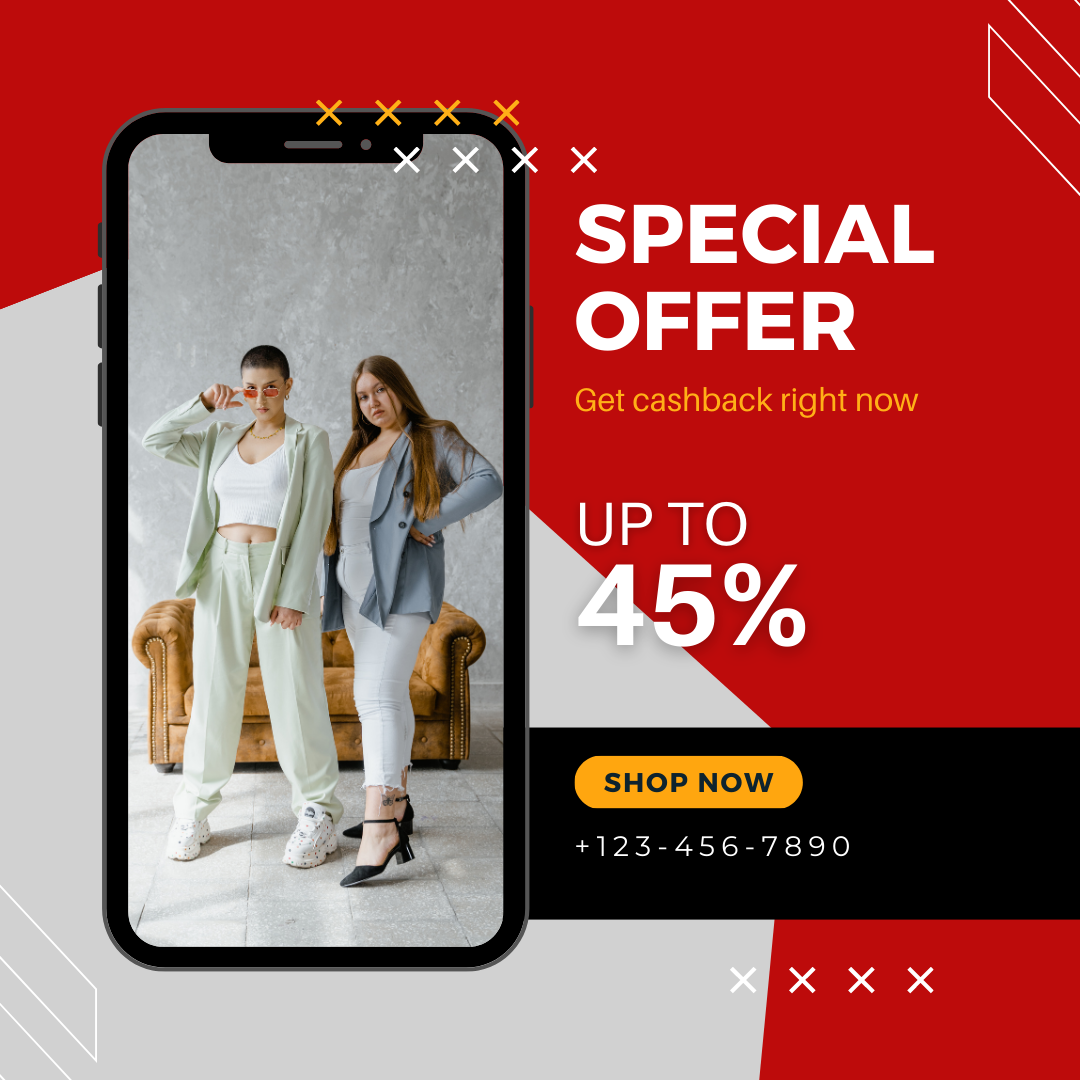 SPECIAL
OFFER
Get cashback right now
UP TO
45%
SHOP NOW
+123-456-7890